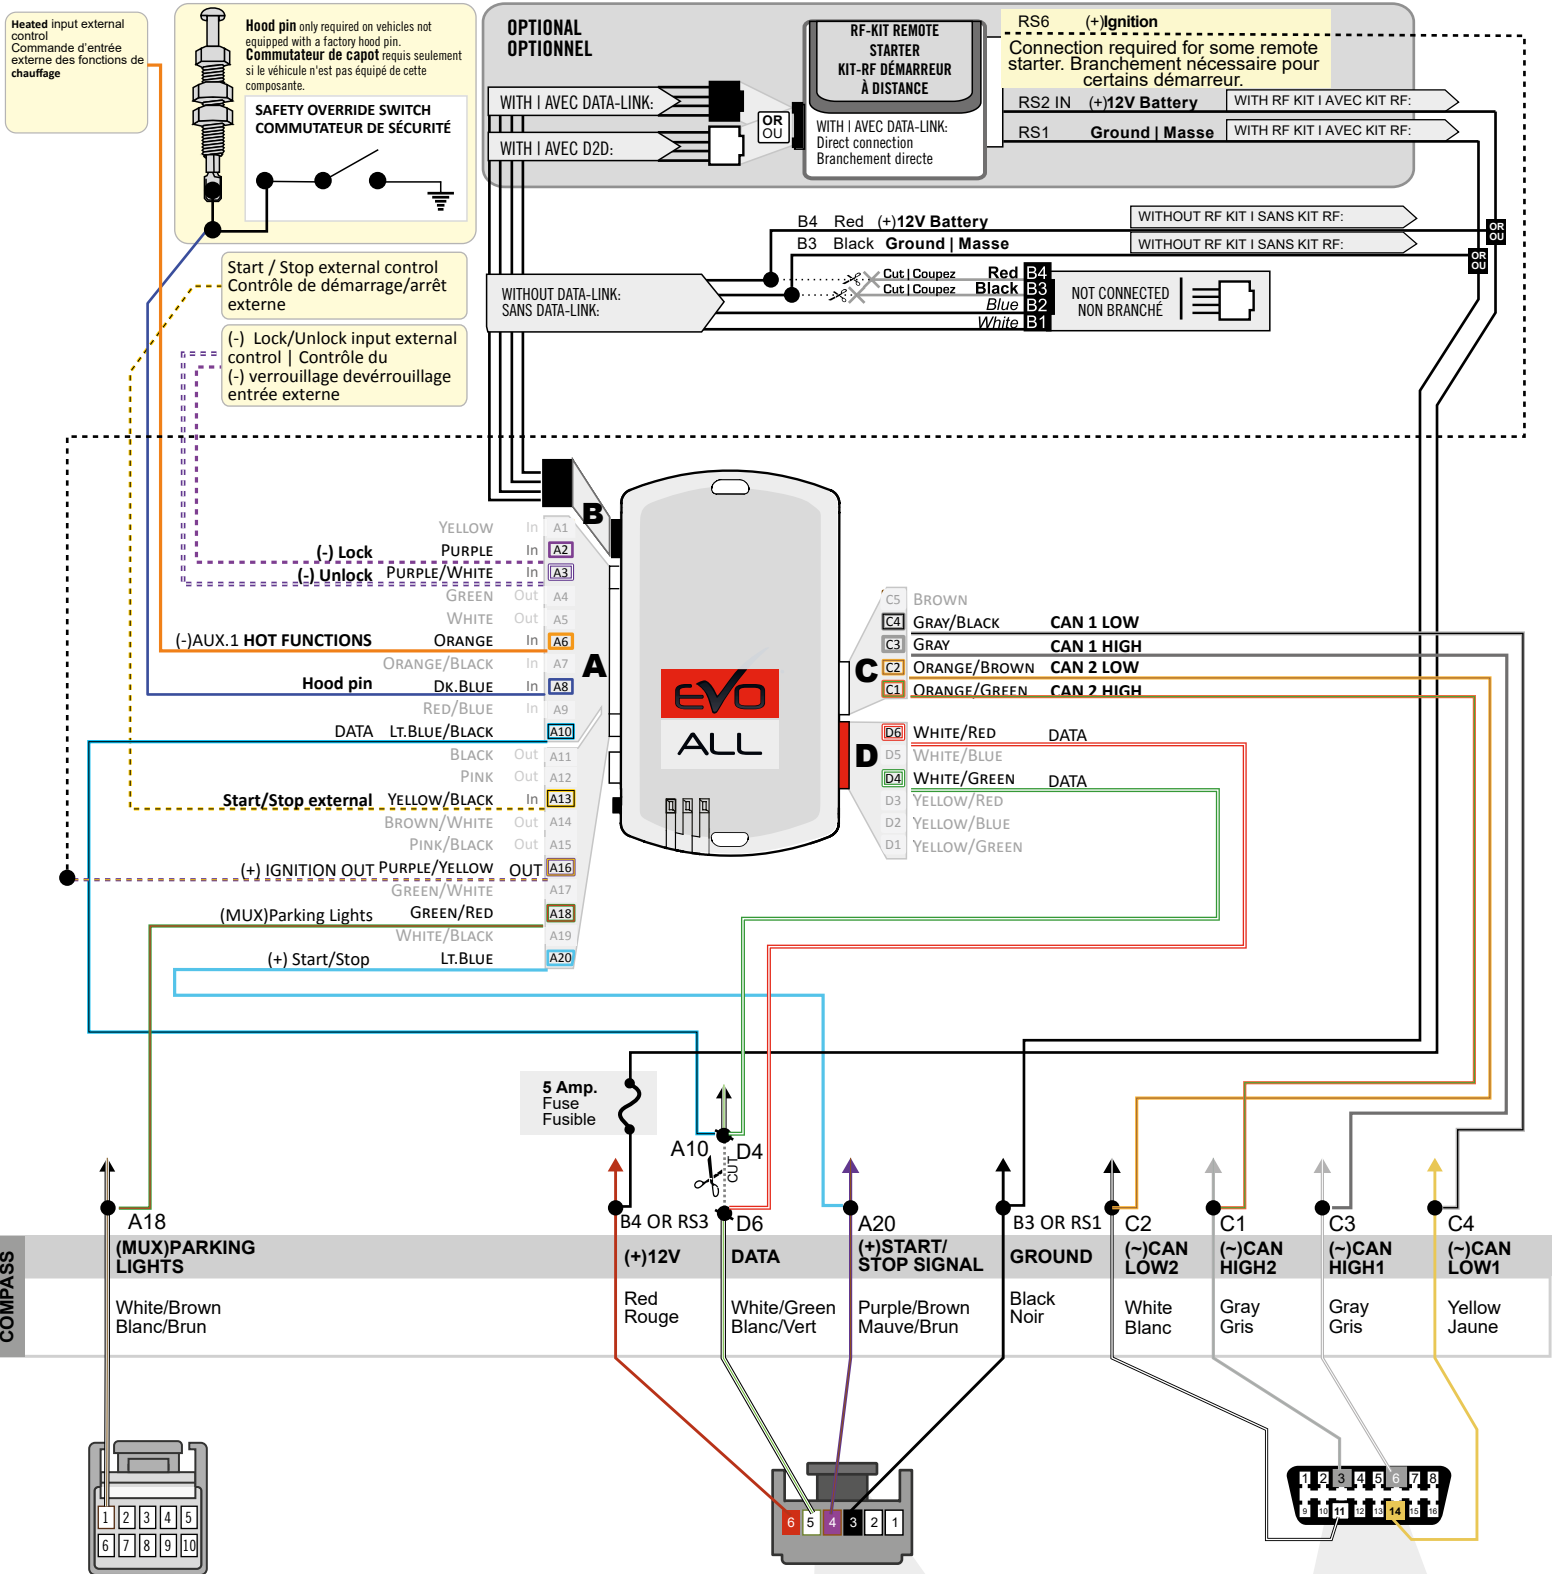 Heated input external
control
Commande d'entrée
externe des fonctions de
chauffage
Hood pin only required on vehicles not
equipped with a factory hood pin.
Commutateur de capot requis seulement
si le véhicule n'est pas équipé de cette
composante.
SAFETY OVERRIDE SWITCH
COMMUTATEUR DE SÉCURITÉ
OPTIONAL
OPTIONNEL
WITH | AVEC DATA-LINK:
WITH | AVEC D2D:
OR
OU
RF-KIT REMOTE
STARTER
KIT-RF DÉMARREUR
À DISTANCE
WITH | AVEC DATA-LINK:
Direct connection
Branchement directe
RS6 (+)Ignition
Connection required for some remote
starter. Branchement nécessaire pour
certains démarreur.
RS2 IN (+)12V Battery WITH RF KIT I AVEC KIT RF:
RS1 Ground | Masse WITH RF KIT I AVEC KIT RF:
B4 Red (+)12V Battery WITHOUT RF KIT I SANS KIT RF:
B3 Black Ground | Masse WITHOUT RF KIT I SANS KIT RF:
OR
OU
OR
OU
Start / Stop external control
Contrôle de démarrage/arrêt
externe
(-) Lock/Unlock input external
control | Contrôle du
(-) verrouillage devérrouillage
entrée externe
WITHOUT DATA-LINK:
SANS DATA-LINK:
Cut | Coupez Red B4
Cut | Coupez Black B3
Blue B2
White B1
NOT CONNECTED
NON BRANCHÉ
B
A
YELLOW In A1
(-) Lock PURPLE In A2
(-) Unlock PURPLE/WHITE In A3
GREEN Out A4
WHITE Out A5
(-)AUX.1 HOT FUNCTIONS ORANGE In A6
ORANGE/BLACK In A7
Hood pin DK.BLUE In A8
RED/BLUE In A9
DATA LT.BLUE/BLACK A10
BLACK Out A11
PINK Out A12
Start/Stop external YELLOW/BLACK In A13
BROWN/WHITE Out A14
PINK/BLACK Out A15
(+) IGNITION OUT PURPLE/YELLOW OUT A16
GREEN/WHITE A17
(MUX)Parking Lights GREEN/RED A18
WHITE/BLACK A19
(+) Start/Stop LT.BLUE A20
EVO
ALL
C
C5 BROWN
C4 GRAY/BLACK CAN 1 LOW
C3 GRAY CAN 1 HIGH
C2 ORANGE/BROWN CAN 2 LOW
C1 ORANGE/GREEN CAN 2 HIGH
D
D6 WHITE/RED DATA
D5 WHITE/BLUE
D4 WHITE/GREEN DATA
D3 YELLOW/RED
D2 YELLOW/BLUE
D1 YELLOW/GREEN
5 Amp.
Fuse
Fusible
A10 D4
CUT
A18 B4 OR RS3 D6 A20 B3 OR RS1 C2 C1 C3 C4
COMPASS
(MUX)PARKING
LIGHTS
(+)12V
DATA
(+)START/
STOP SIGNAL
GROUND
(~)CAN
LOW2
(~)CAN
HIGH2
(~)CAN
HIGH1
(~)CAN
LOW1
White/Brown
Blanc/Brun
Red
Rouge
White/Green
Blanc/Vert
Purple/Brown
Mauve/Brun
Black
Noir
White
Blanc
Gray
Gris
Gray
Gris
Yellow
Jaune
1 2 3 4 5
6 7 8 9 10
6 5 4 3 2 1
1 2 3 4 5 6 7 8
9 10 11 12 13 14 15 16